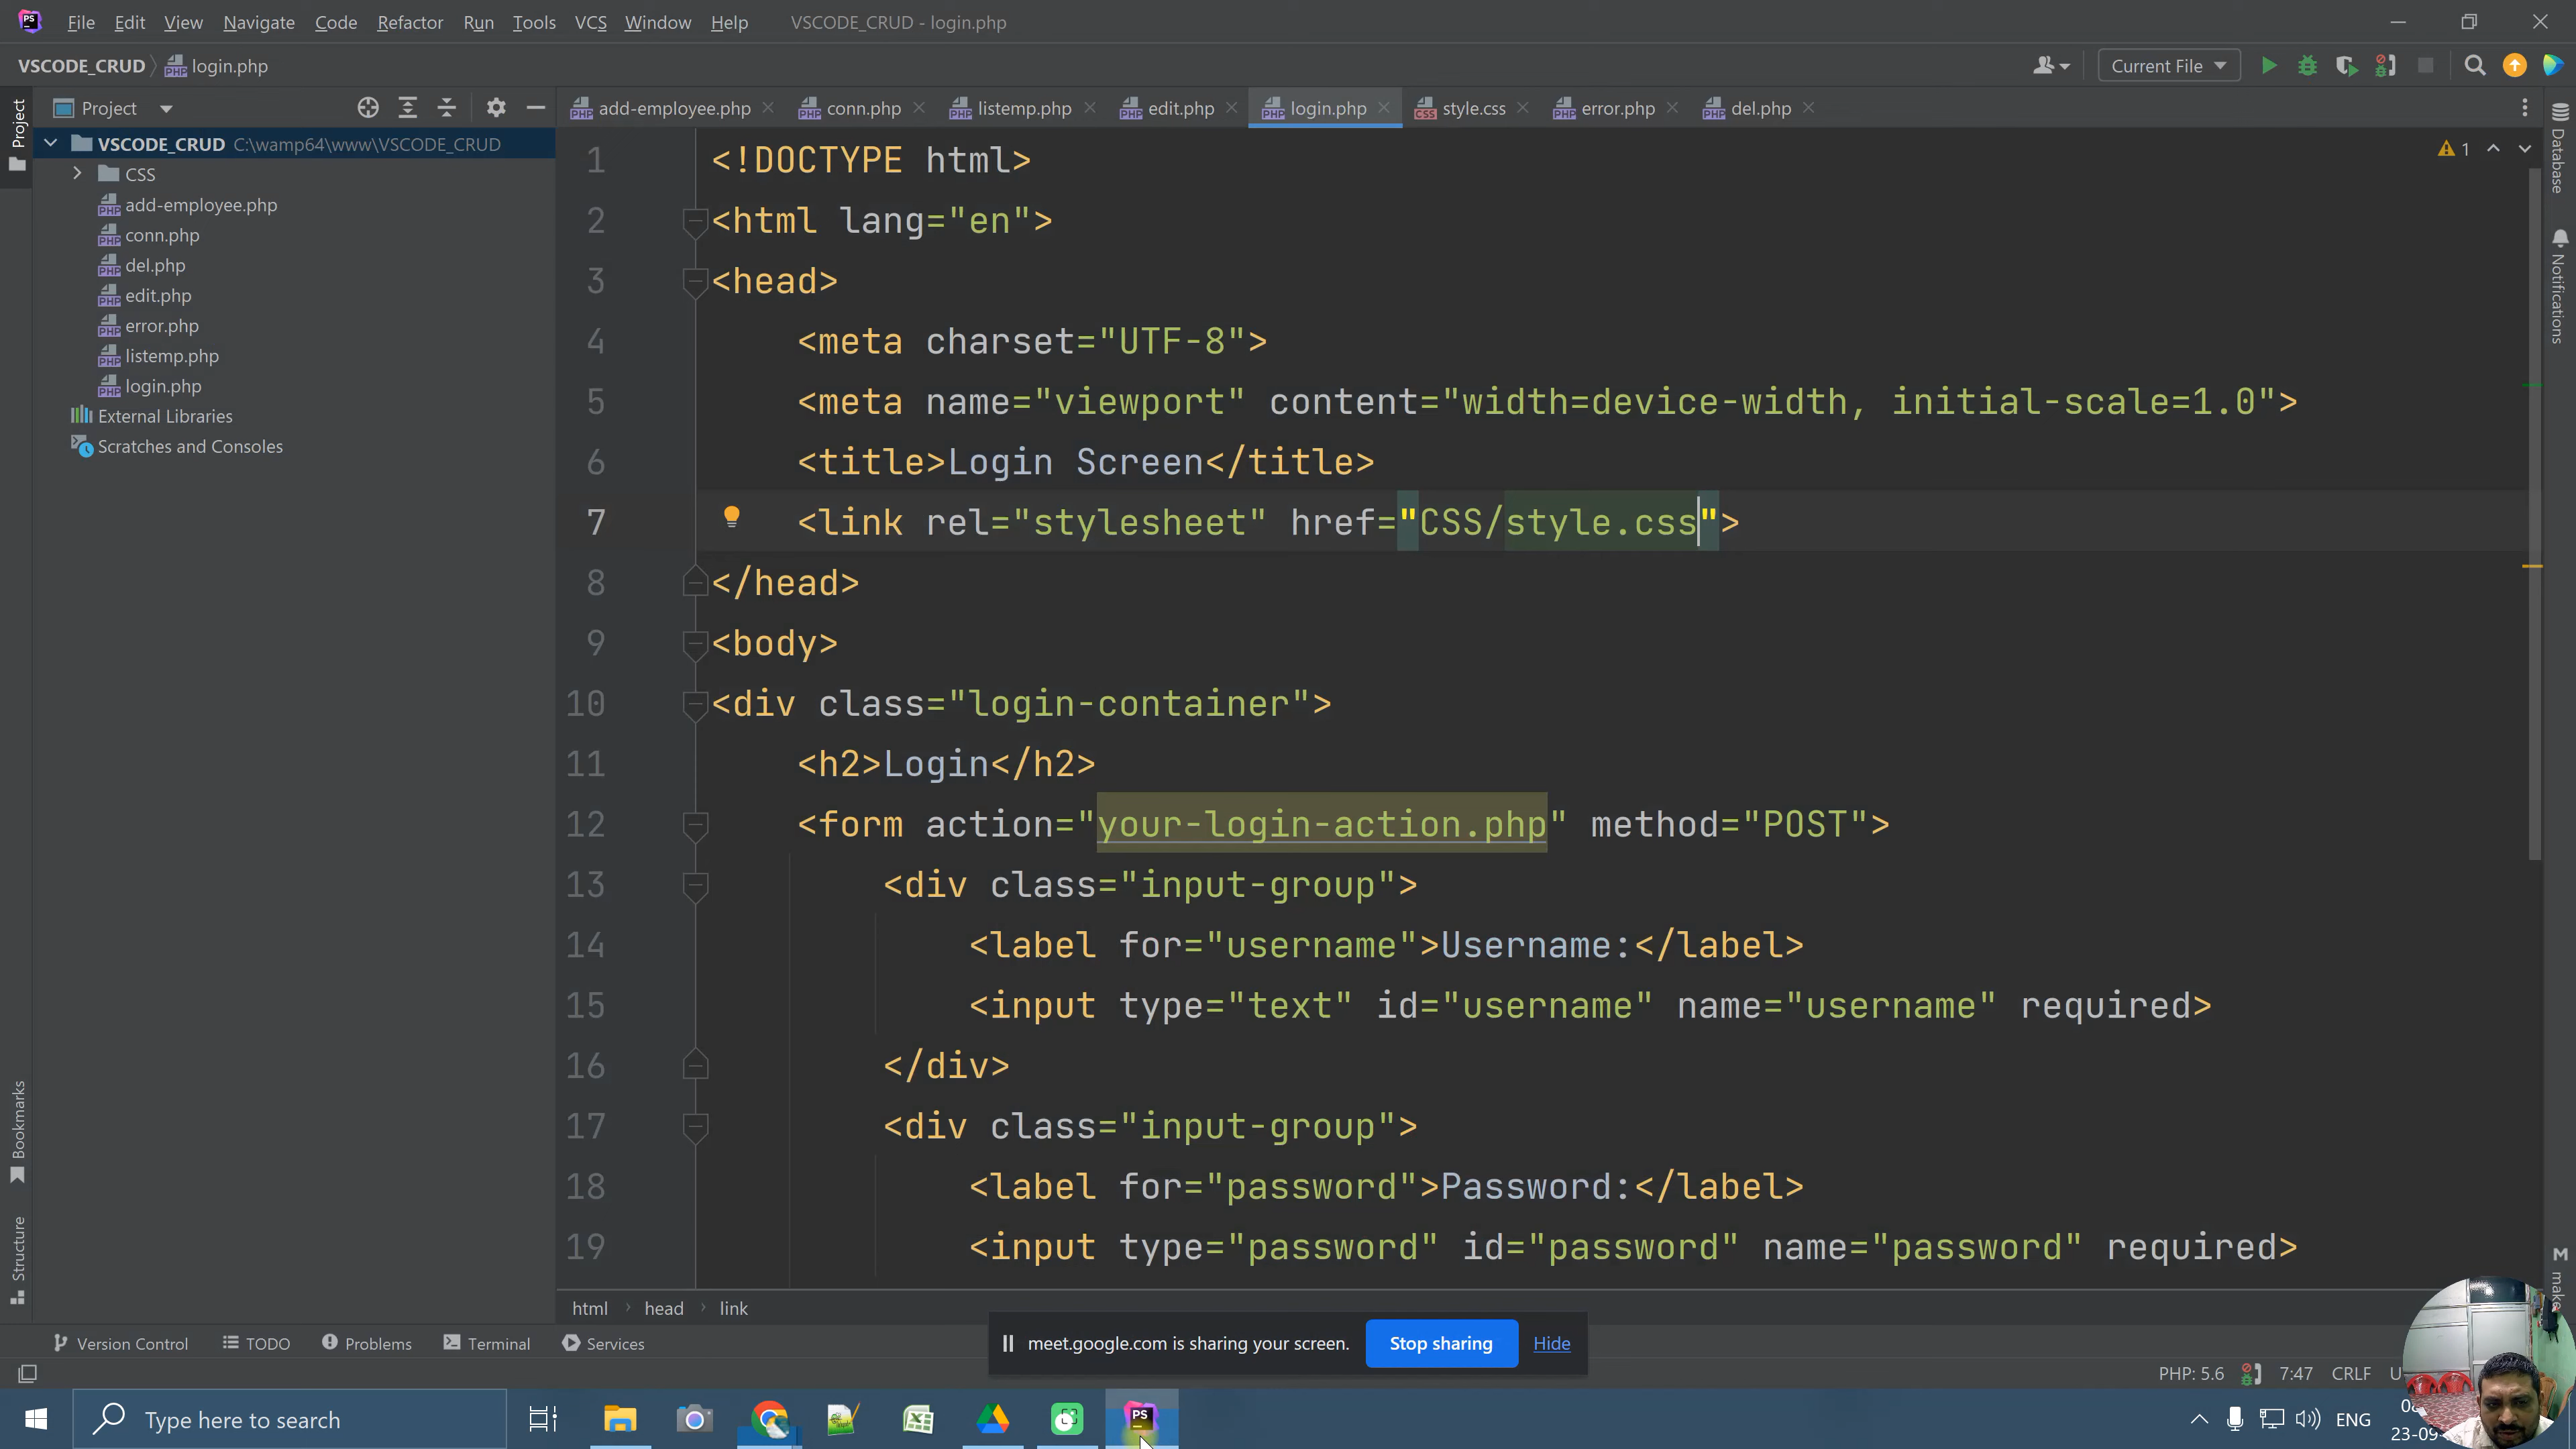 PS File Edit View Navigate Code Refactor Run Tools VCS Window Help VSCODE_CRUD - login.php
VSCODE_CRUD login.php Current File
Project
Project
add-employee.php conn.php listemp.php edit.php login.php style.css error.php del.php
VSCODE_CRUD C:\wamp64\www\VSCODE_CRUD
CSS
add-employee.php
conn.php
del.php
edit.php
error.php
listemp.php
login.php
External Libraries
Scratches and Consoles
1 <!DOCTYPE html>
2 <html lang="en">
3 <head>
4 <meta charset="UTF-8">
5 <meta name="viewport" content="width=device-width, initial-scale=1.0">
6 <title>Login Screen</title>
7 <link rel="stylesheet" href="CSS/style.css">
8 </head>
9 <body>
10 <div class="login-container">
11 <h2>Login</h2>
12 <form action="your-login-action.php" method="POST">
13 <div class="input-group">
14 <label for="username">Username:</label>
15 <input type="text" id="username" name="username" required>
16 </div>
17 <div class="input-group">
18 <label for="password">Password:</label>
19 <input type="password" id="password" name="password" required>
1
Database
Notifications
make
Bookmarks
Structure
html head link
Version Control TODO Problems Terminal Services
meet.google.com is sharing your screen. Stop sharing Hide
PHP: 5.6 7:47 CRLF
Type here to search
PS
ENG
23-09-